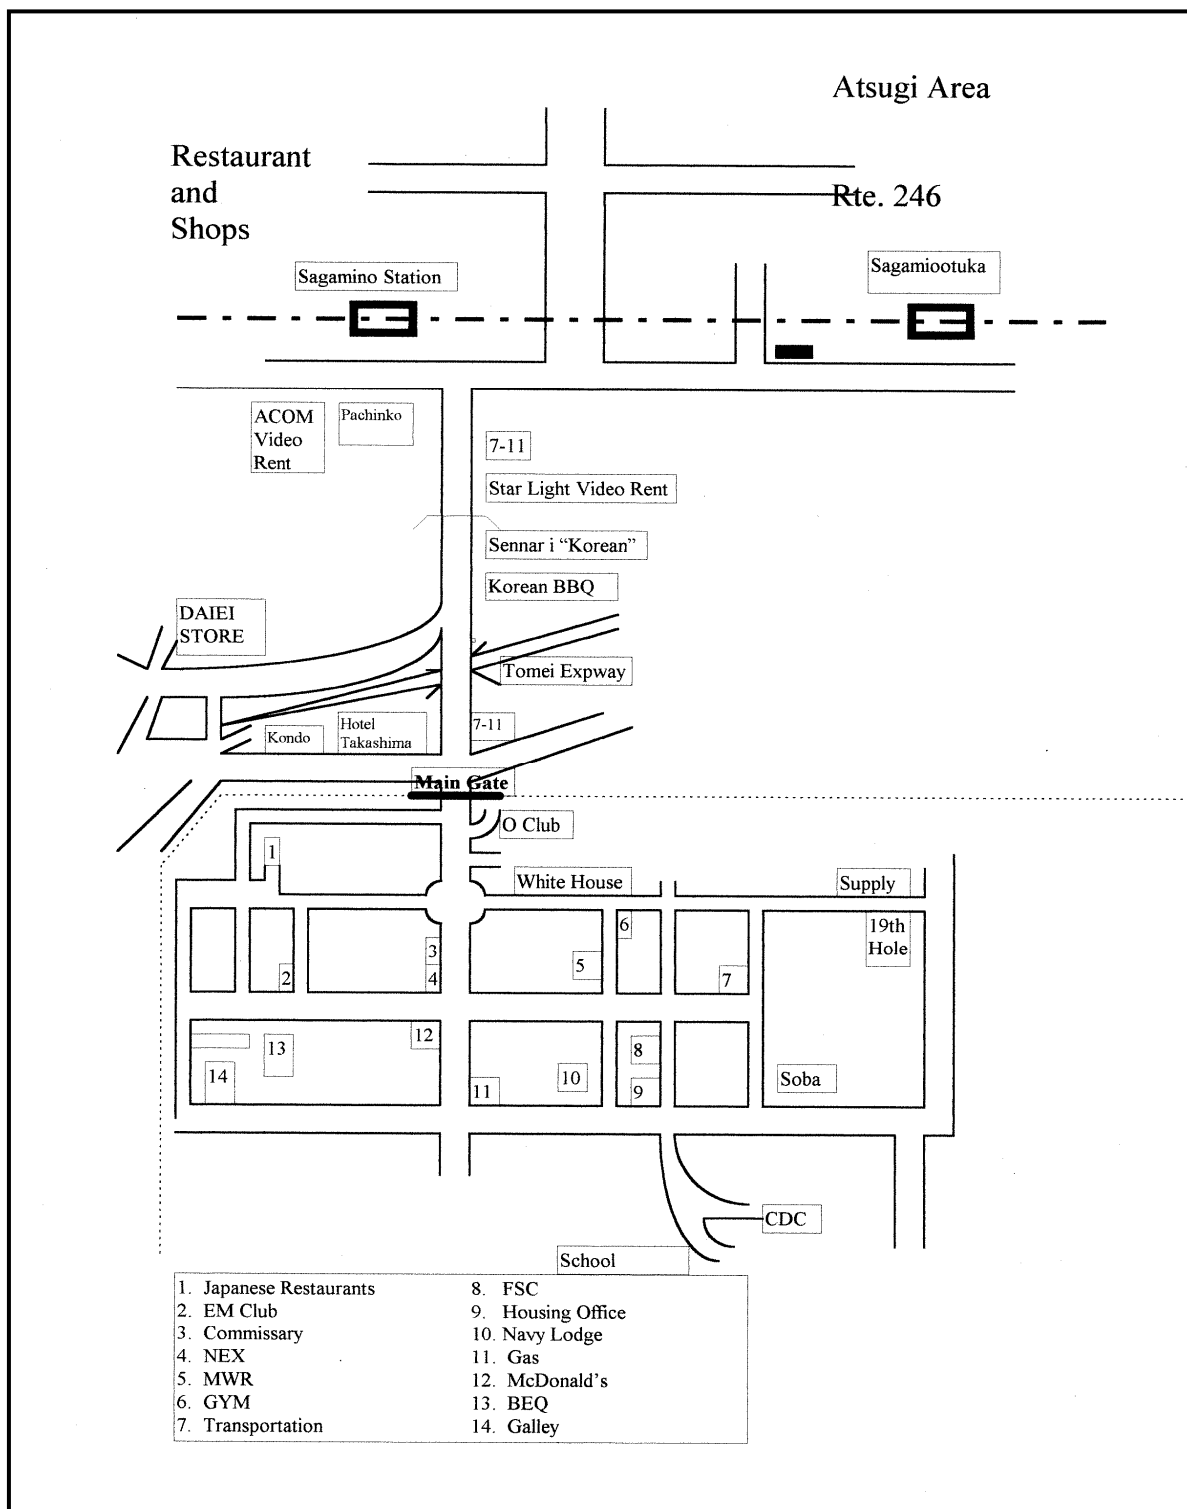 Atsugi Area
Restaurant
and
Shops
Rte. 246
Sagamino Station
Sagamiootuka
ACOM
Video
Rent
Pachinko
7-11
Star Light Video Rent
Sennar i “Korean”
Korean BBQ
DAIEI
STORE
Tomei Expway
Kondo
Hotel
Takashima
7-11
Main Gate
O Club
1
White House
Supply
19th
Hole
6
3
5
2
4
7
12
13
8
14
10
Soba
11
9
CDC
School
1. Japanese Restaurants
2. EM Club
3. Commissary
4. NEX
5. MWR
6. GYM
7. Transportation
8. FSC
9. Housing Office
10. Navy Lodge
11. Gas
12. McDonald’s
13. BEQ
14. Galley